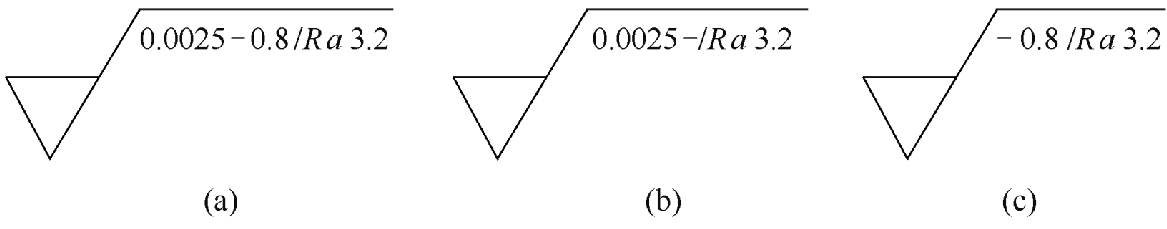 0.0025-0.8/Ra 3.2
0.0025-/Ra 3.2
- 0.8 /Ra 3.2
(a)
(b)
(c)